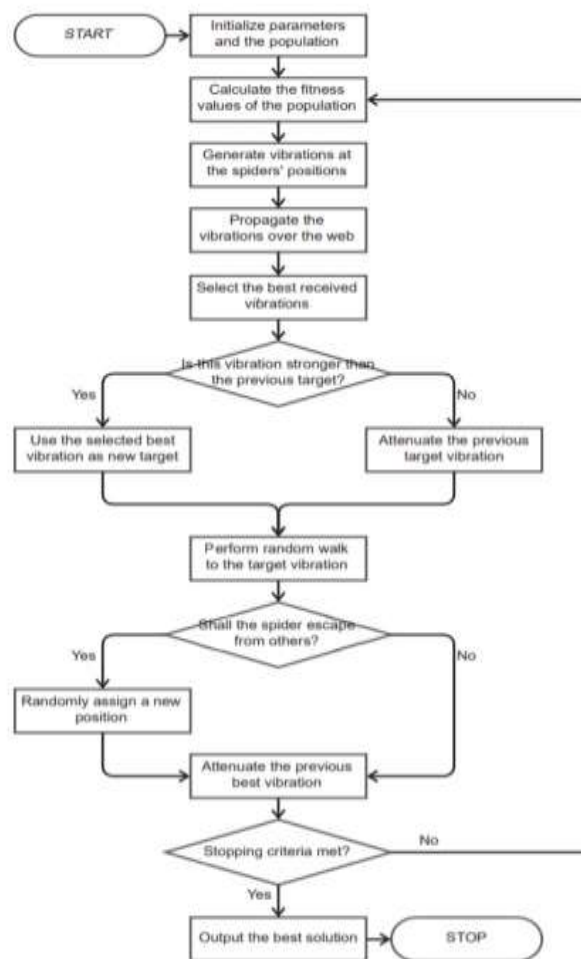 START
Initialize parameters
and the population
Calculate the fitness
values of the population
Generate vibrations at
the spiders' positions
Propagate the
vibrations over the web
Select the best received
vibrations
Is this vibration stronger than
the previous target?
Yes
No
Use the selected best
vibration as new target
Attenuate the previous
target vibration
Perform random walk
to the target vibration
Shall the spider escape
from others?
Yes
No
Randomly assign a new
position
Attenuate the previous
best vibration
Stopping criteria met?
No
Yes
Output the best solution
STOP